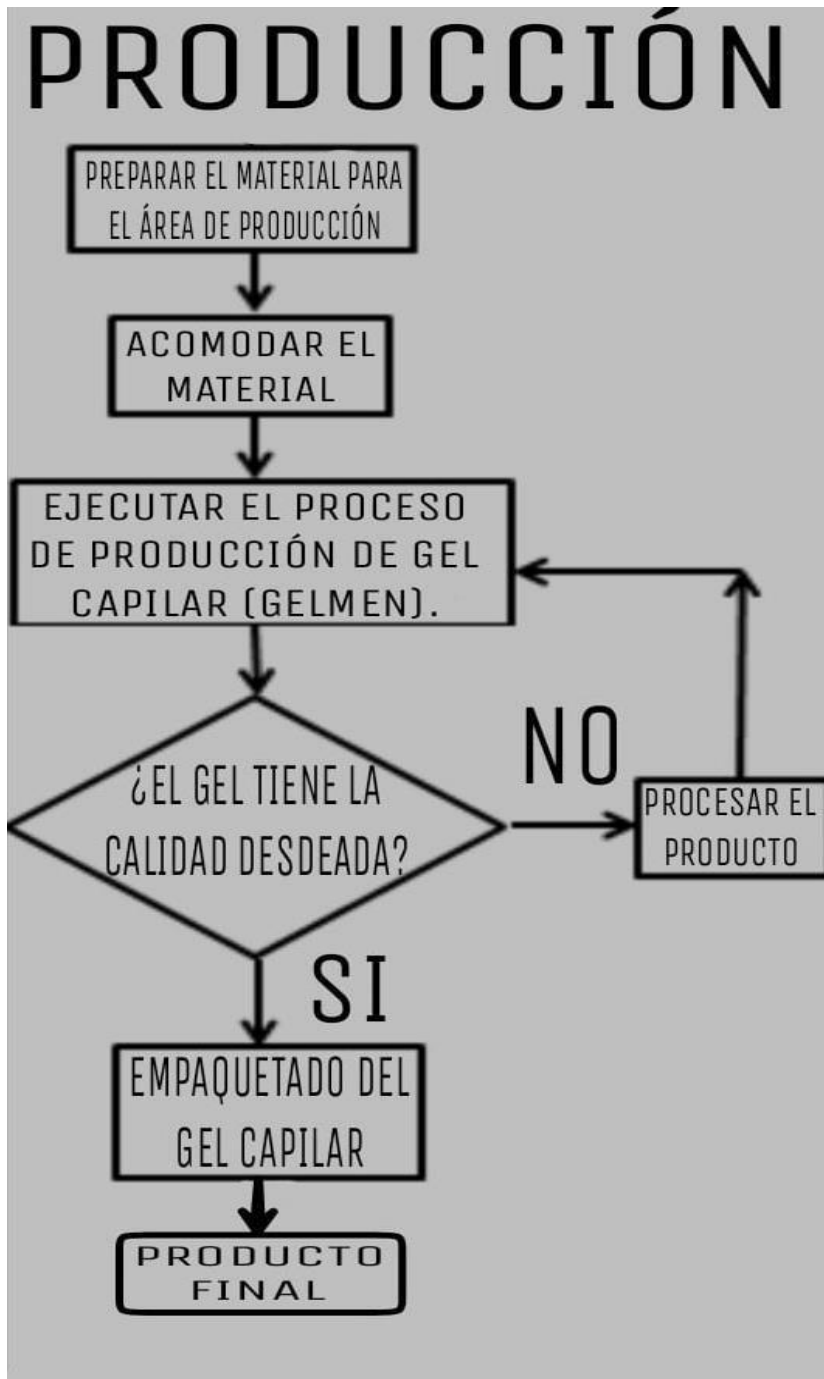 PRODUCCIÓN
PREPARAR EL MATERIAL PARA
EL ÁREA DE PRODUCCIÓN
ACOMODAR EL
MATERIAL
EJECUTAR EL PROCESO
DE PRODUCCIÓN DE GEL
CAPILAR (GELMEN).
¿EL GEL TIENE LA
CALIDAD DESDEADA?
NO
PROCESAR EL
PRODUCTO
SI
EMPAQUETADO DEL
GEL CAPILAR
PRODUCTO
FINAL